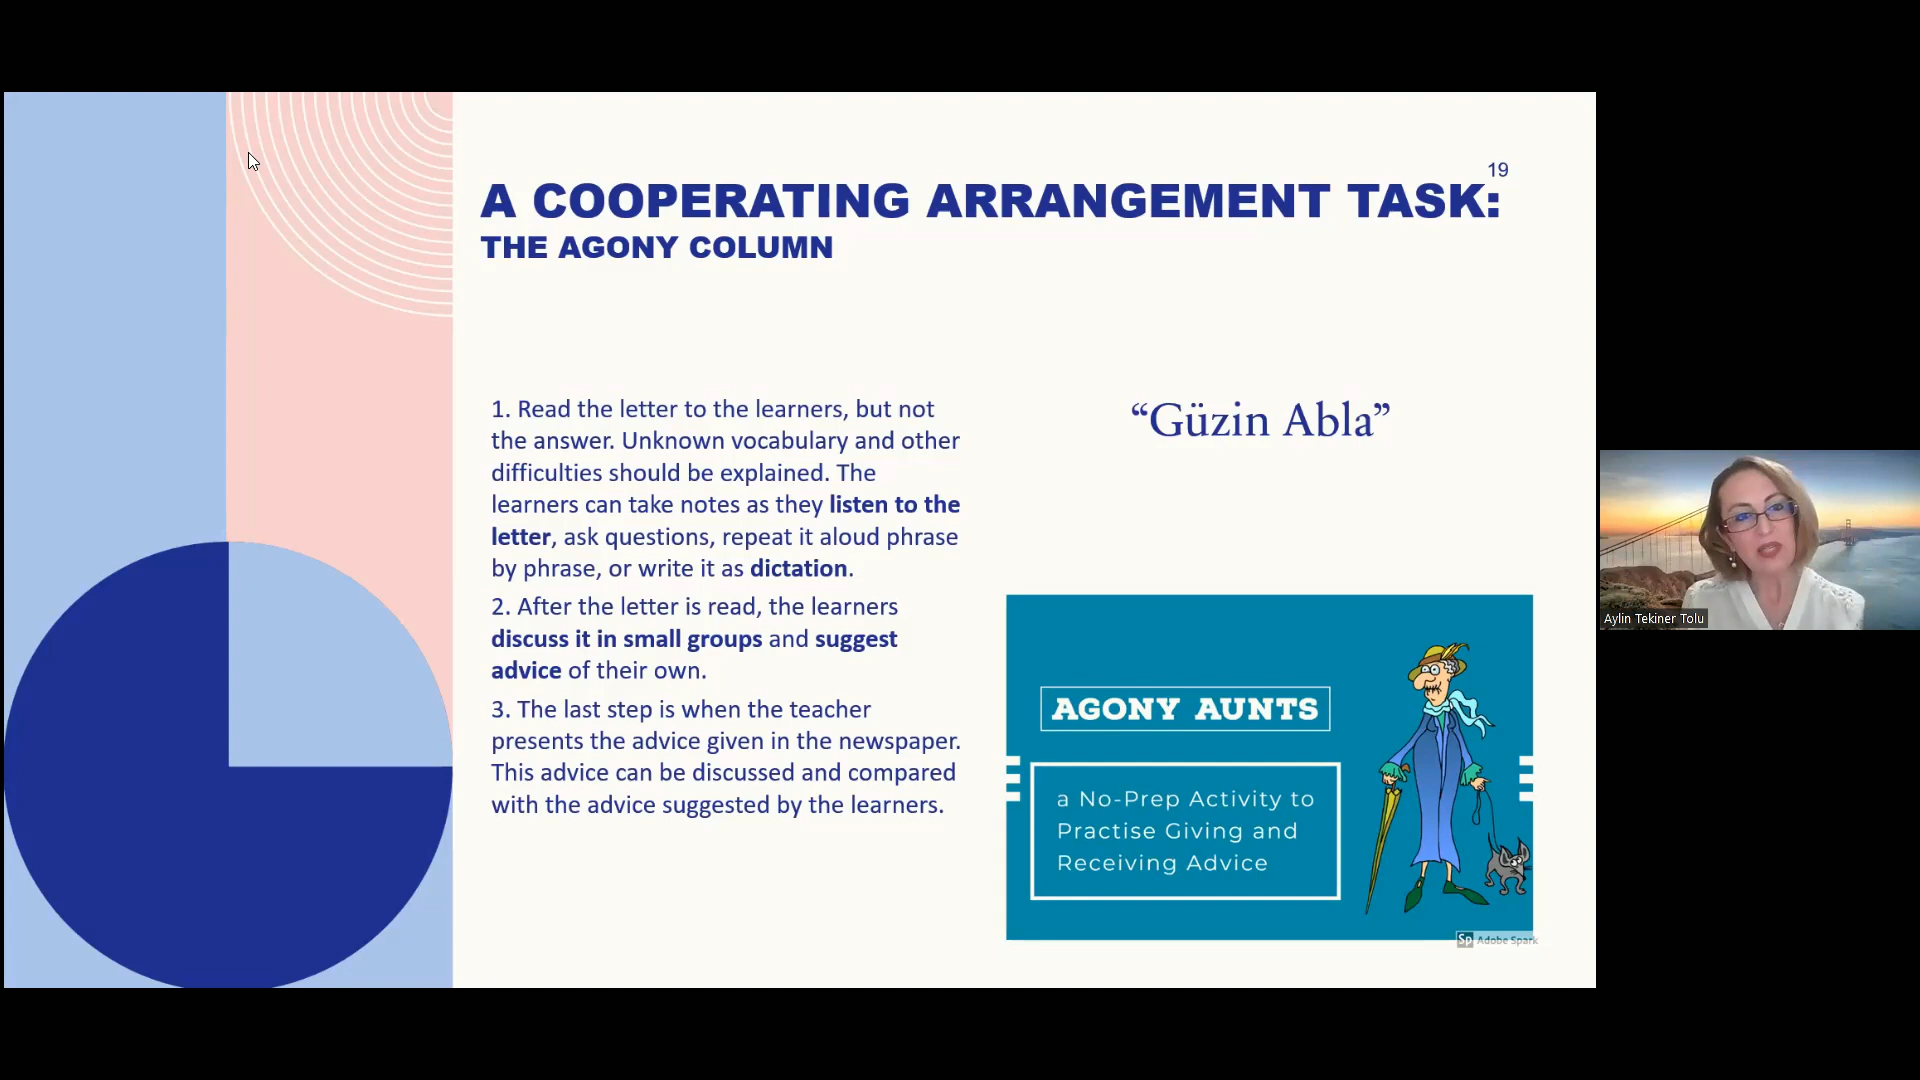 19
A COOPERATING ARRANGEMENT TASK:
THE AGONY COLUMN
1. Read the letter to the learners, but not
the answer. Unknown vocabulary and other
difficulties should be explained. The
learners can take notes as they listen to the
letter, ask questions, repeat it aloud phrase
by phrase, or write it as dictation.
2. After the letter is read, the learners
discuss it in small groups and suggest
advice of their own.
3. The last step is when the teacher
presents the advice given in the newspaper.
This advice can be discussed and compared
with the advice suggested by the learners.
“Güzin Abla”
AGONY AUNTS
a No-Prep Activity to
Practise Giving and
Receiving Advice
Sp Adobe Spark
Aylin Tekiner Tolu